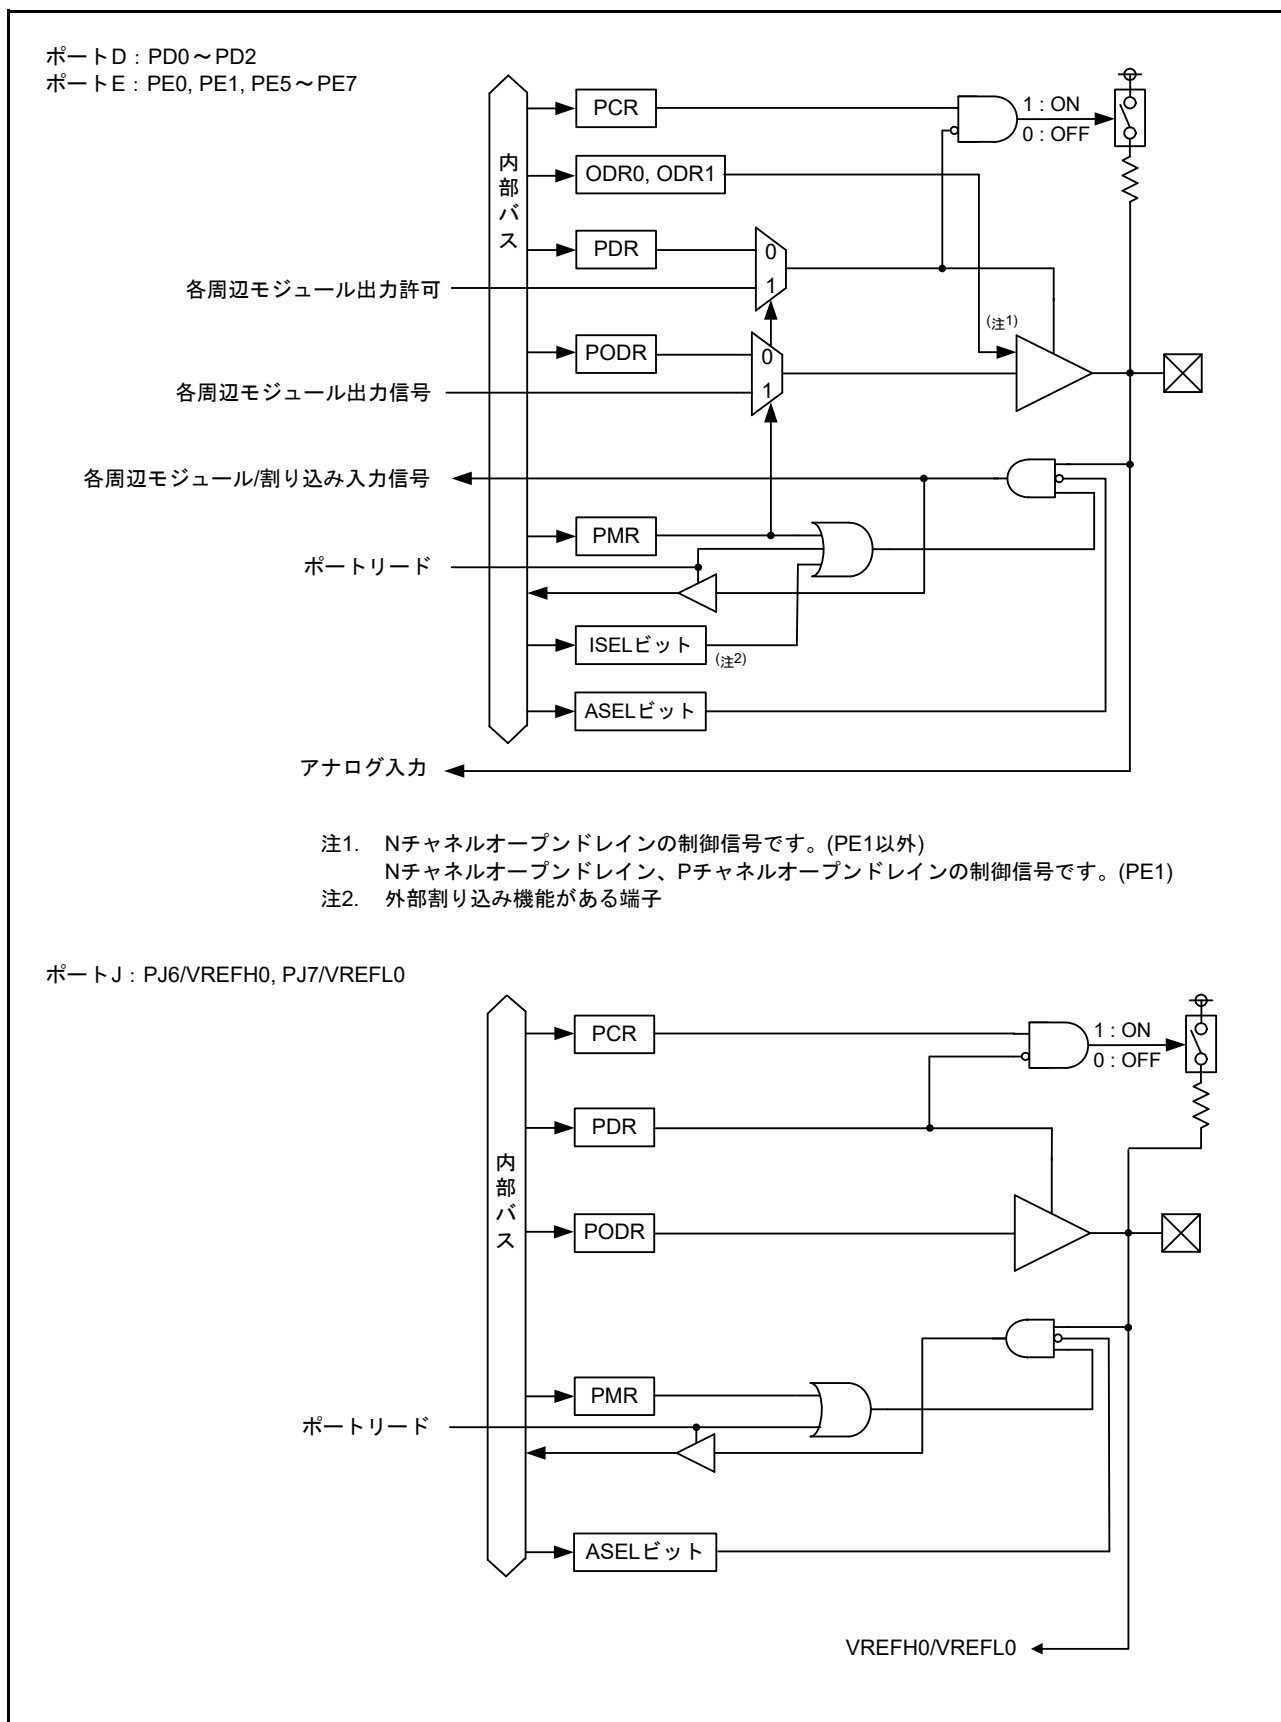 ポートD：PD0～PD2
ポートE：PE0, PE1, PE5～PE7
PCR
1 : ON
0 : OFF
内部バス
ODR0, ODR1
PDR
0
1
各周辺モジュール出力許可
(注1)
PODR
0
1
各周辺モジュール出力信号
各周辺モジュール/割り込み入力信号
PMR
ポートリード
ISELビット
(注2)
ASELビット
アナログ入力
注1. Nチャネルオープンドレインの制御信号です。(PE1以外)
Nチャネルオープンドレイン、Pチャネルオープンドレインの制御信号です。(PE1)
注2. 外部割り込み機能がある端子
ポートJ：PJ6/VREFH0, PJ7/VREFL0
PCR
1 : ON
0 : OFF
PDR
内部バス
PODR
PMR
ポートリード
ASELビット
VREFH0/VREFL0